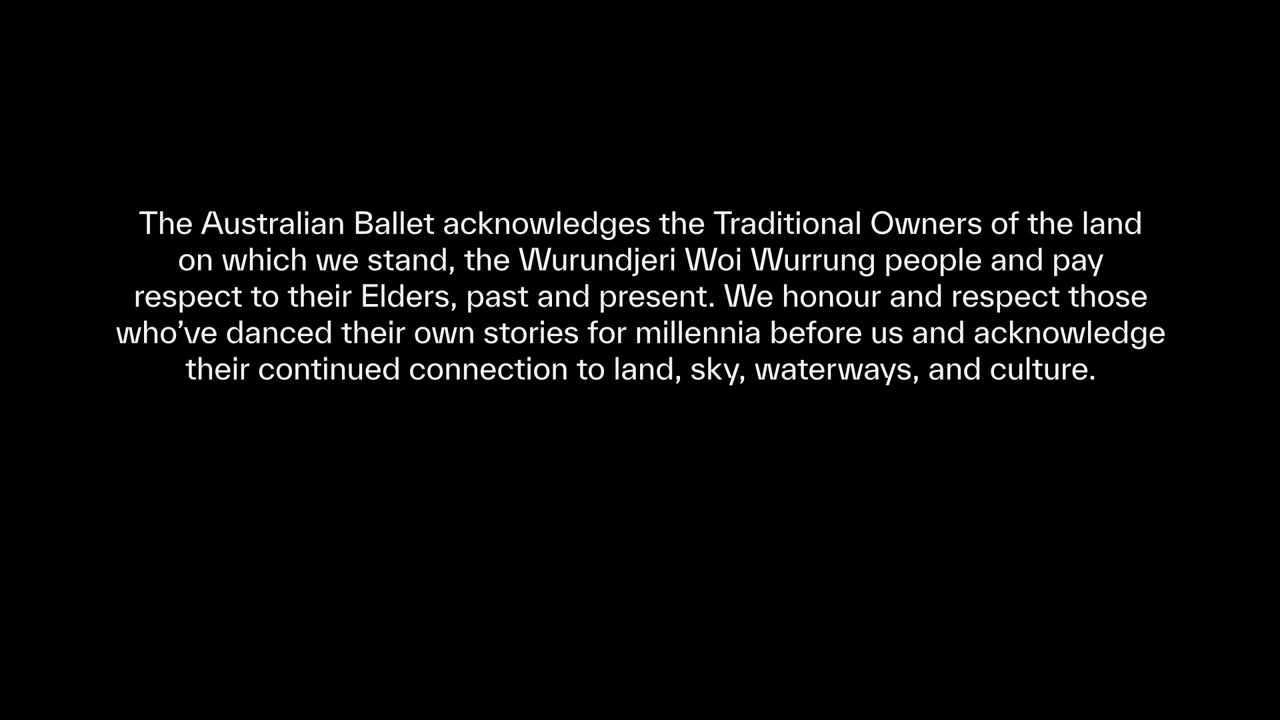 The Australian Ballet acknowledges the Traditional Owners of the land
on which we stand, the Wurundjeri Woi Wurrung people and pay
respect to their Elders, past and present. We honour and respect those
who’ve danced their own stories for millennia before us and acknowledge
their continued connection to land, sky, waterways, and culture.